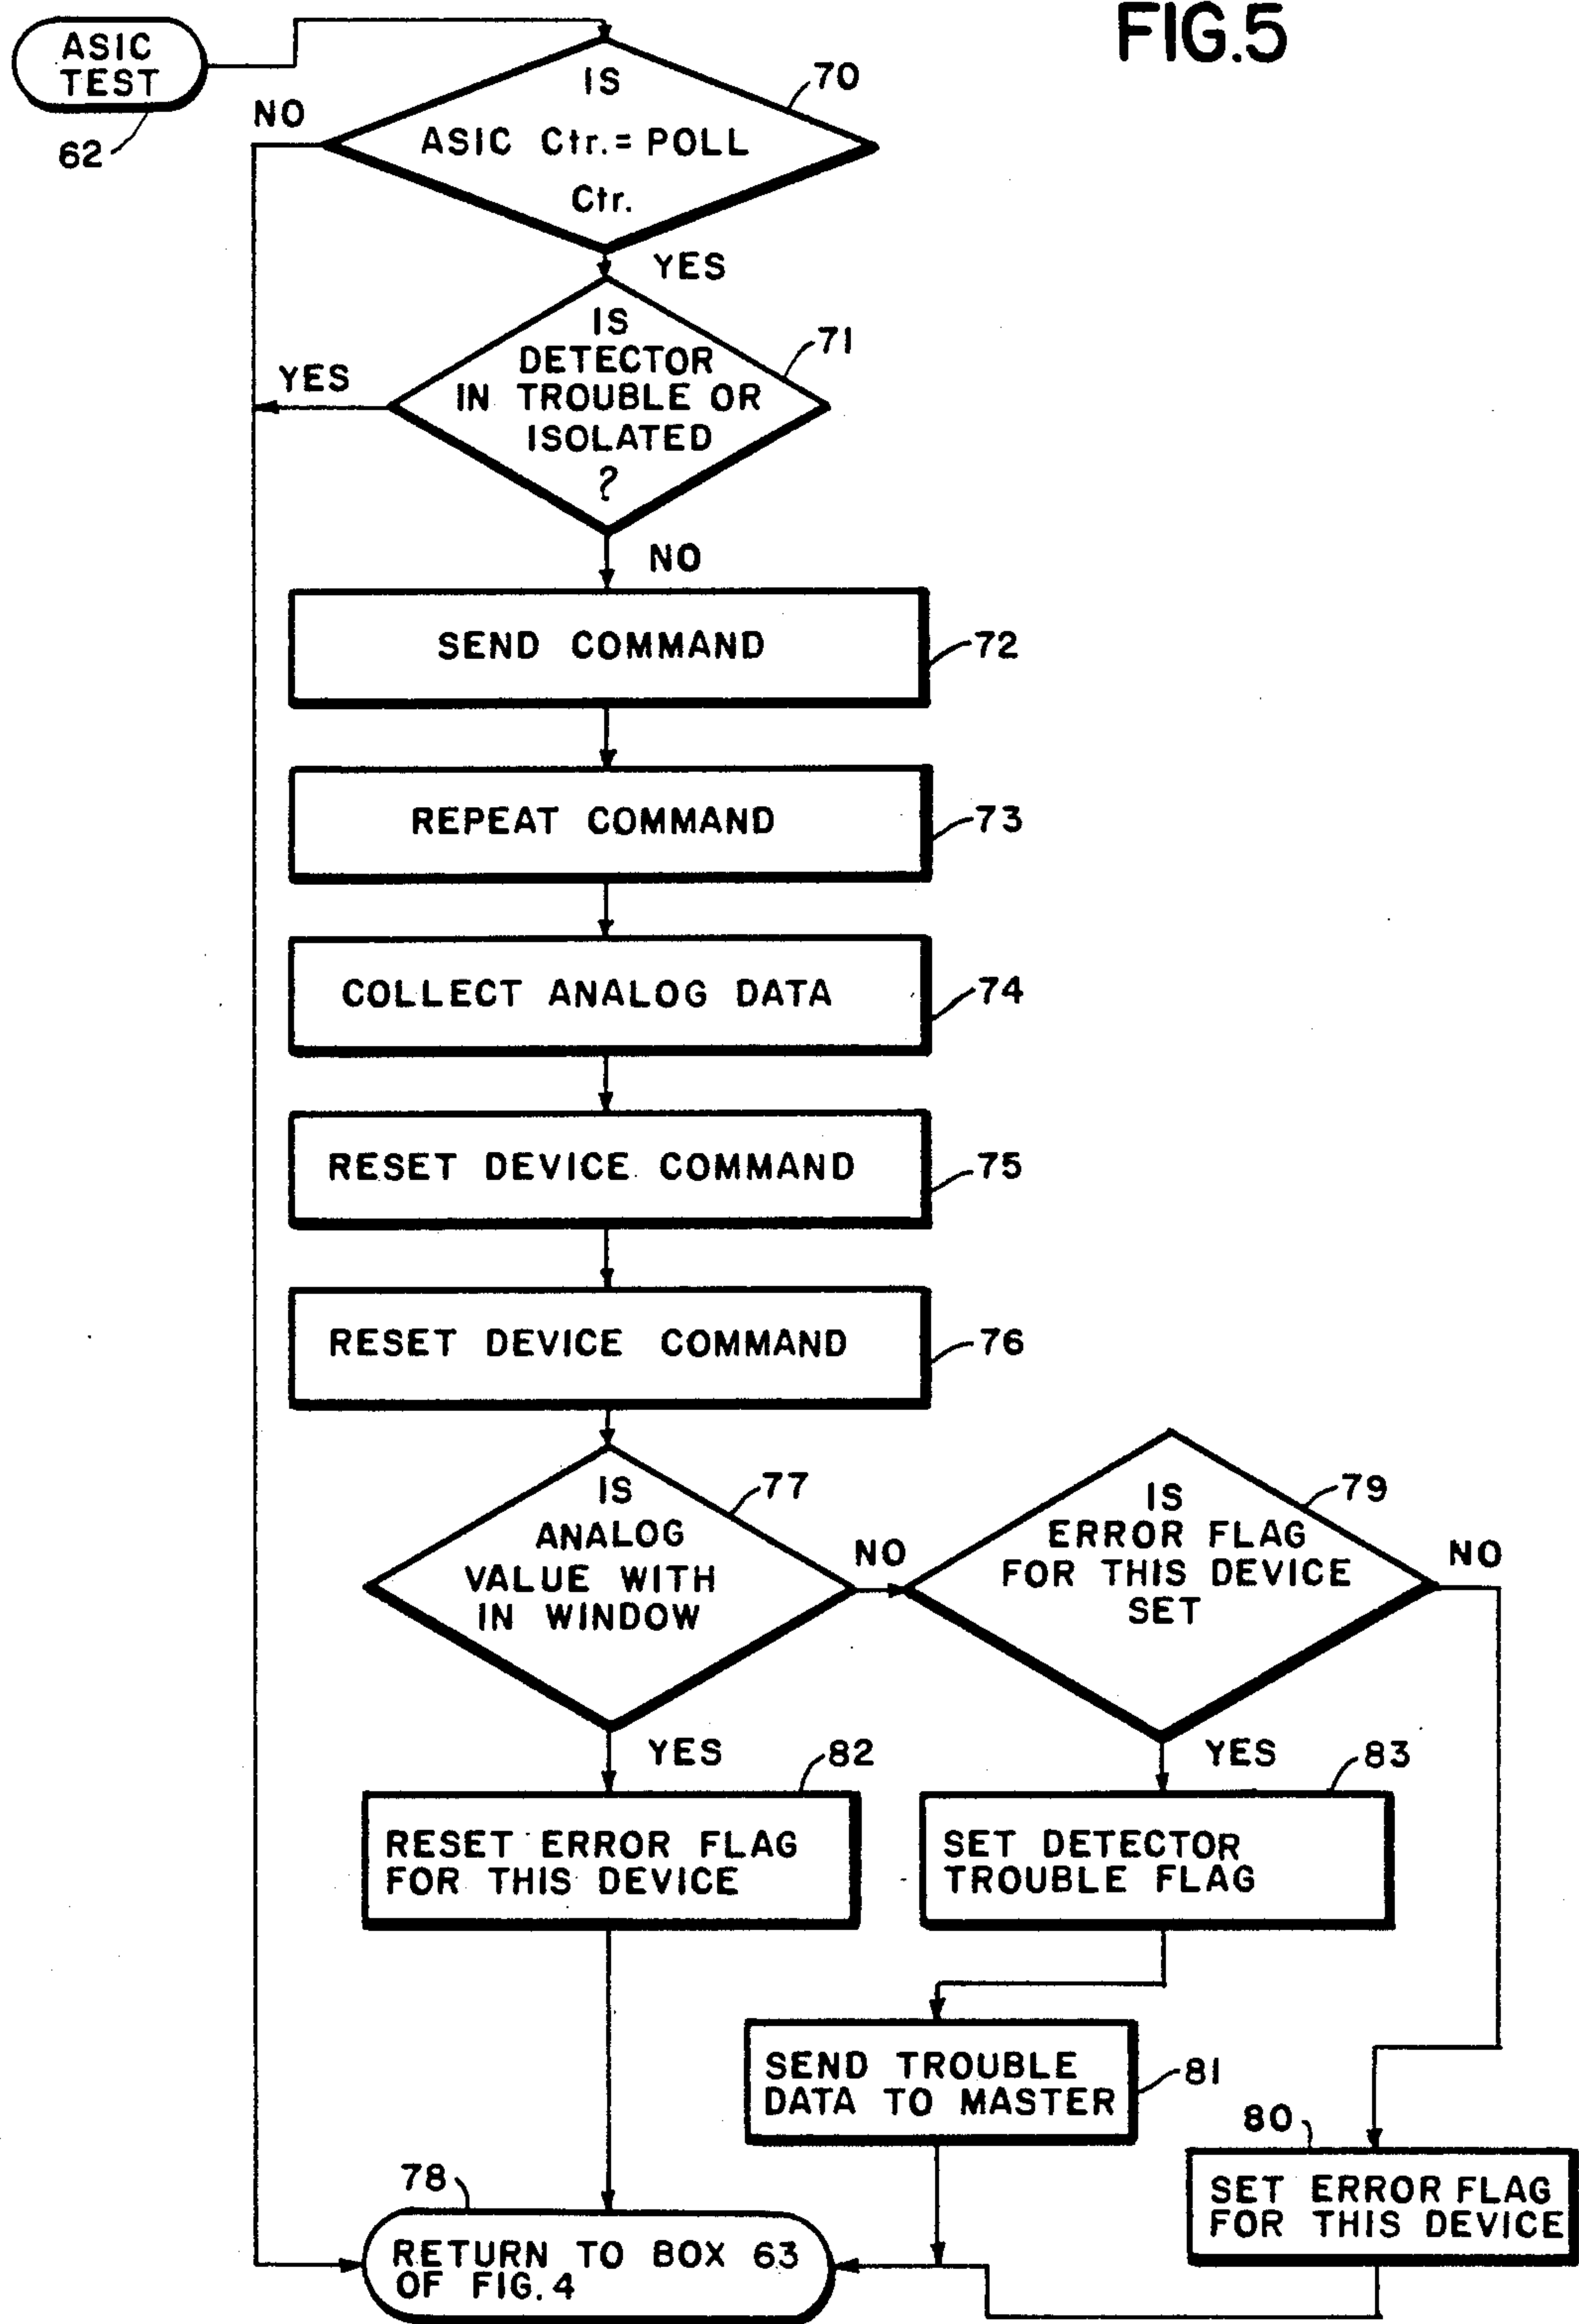 FIG.5
ASIC
TEST
62
IS
ASIC Ctr.= POLL
Ctr.
70
NO
YES
IS
DETECTOR
IN TROUBLE OR
ISOLATED
?
71
YES
NO
SEND COMMAND
72
REPEAT COMMAND
73
COLLECT ANALOG DATA
74
RESET DEVICE COMMAND
75
RESET DEVICE COMMAND
76
IS
ANALOG
VALUE WITH
IN WINDOW
77
NO
IS
ERROR FLAG
FOR THIS DEVICE
SET
79
NO
YES
82
YES
83
RESET ERROR FLAG
FOR THIS DEVICE
SET DETECTOR
TROUBLE FLAG
SEND TROUBLE
DATA TO MASTER
81
80
SET ERROR FLAG
FOR THIS DEVICE
78
RETURN TO BOX 63
OF FIG.4